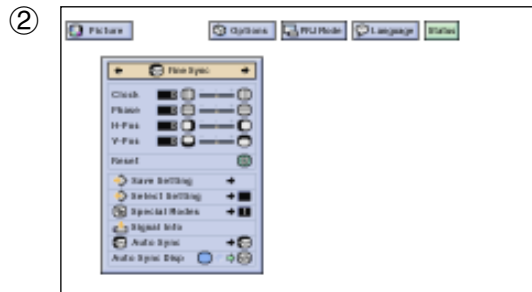 ②
Picture Options MPU Mode Language Status
Fine Sync
Clock
Phase
H-Pos
V-Pos
Reset
Save Setting
Select Setting
Special Modes
Signal Info
Auto Sync
Auto Sync Disp